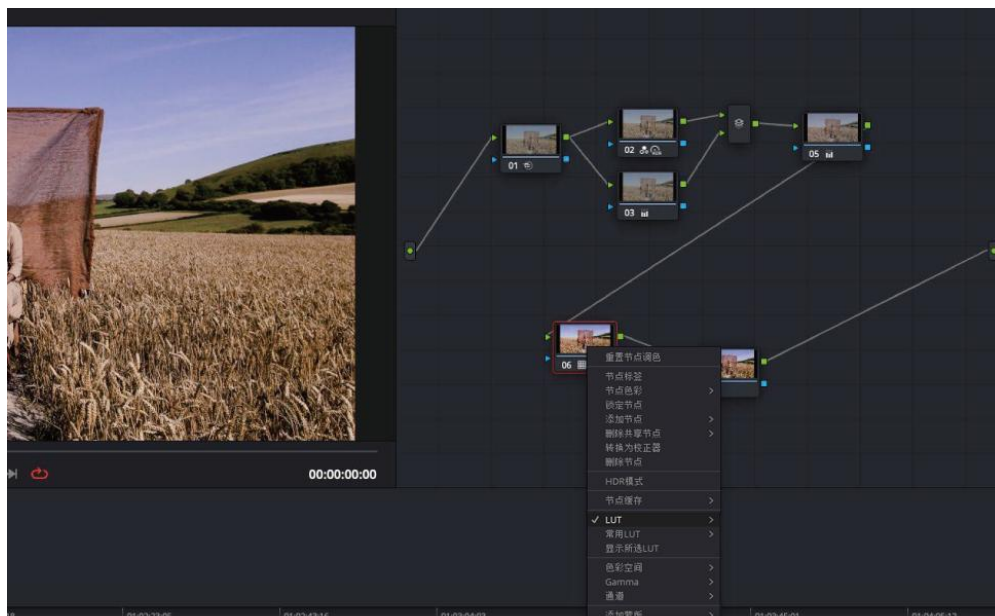 01
02
03
05
06
00:00:00:00
重置节点调色
节点标签
节点色彩
锁定节点
添加节点
删除共享节点
转换为校正器
删除节点
HDR模式
节点缓存
LUT
常用LUT
显示所选LUT
色彩空间
Gamma
通道
添加蒙版